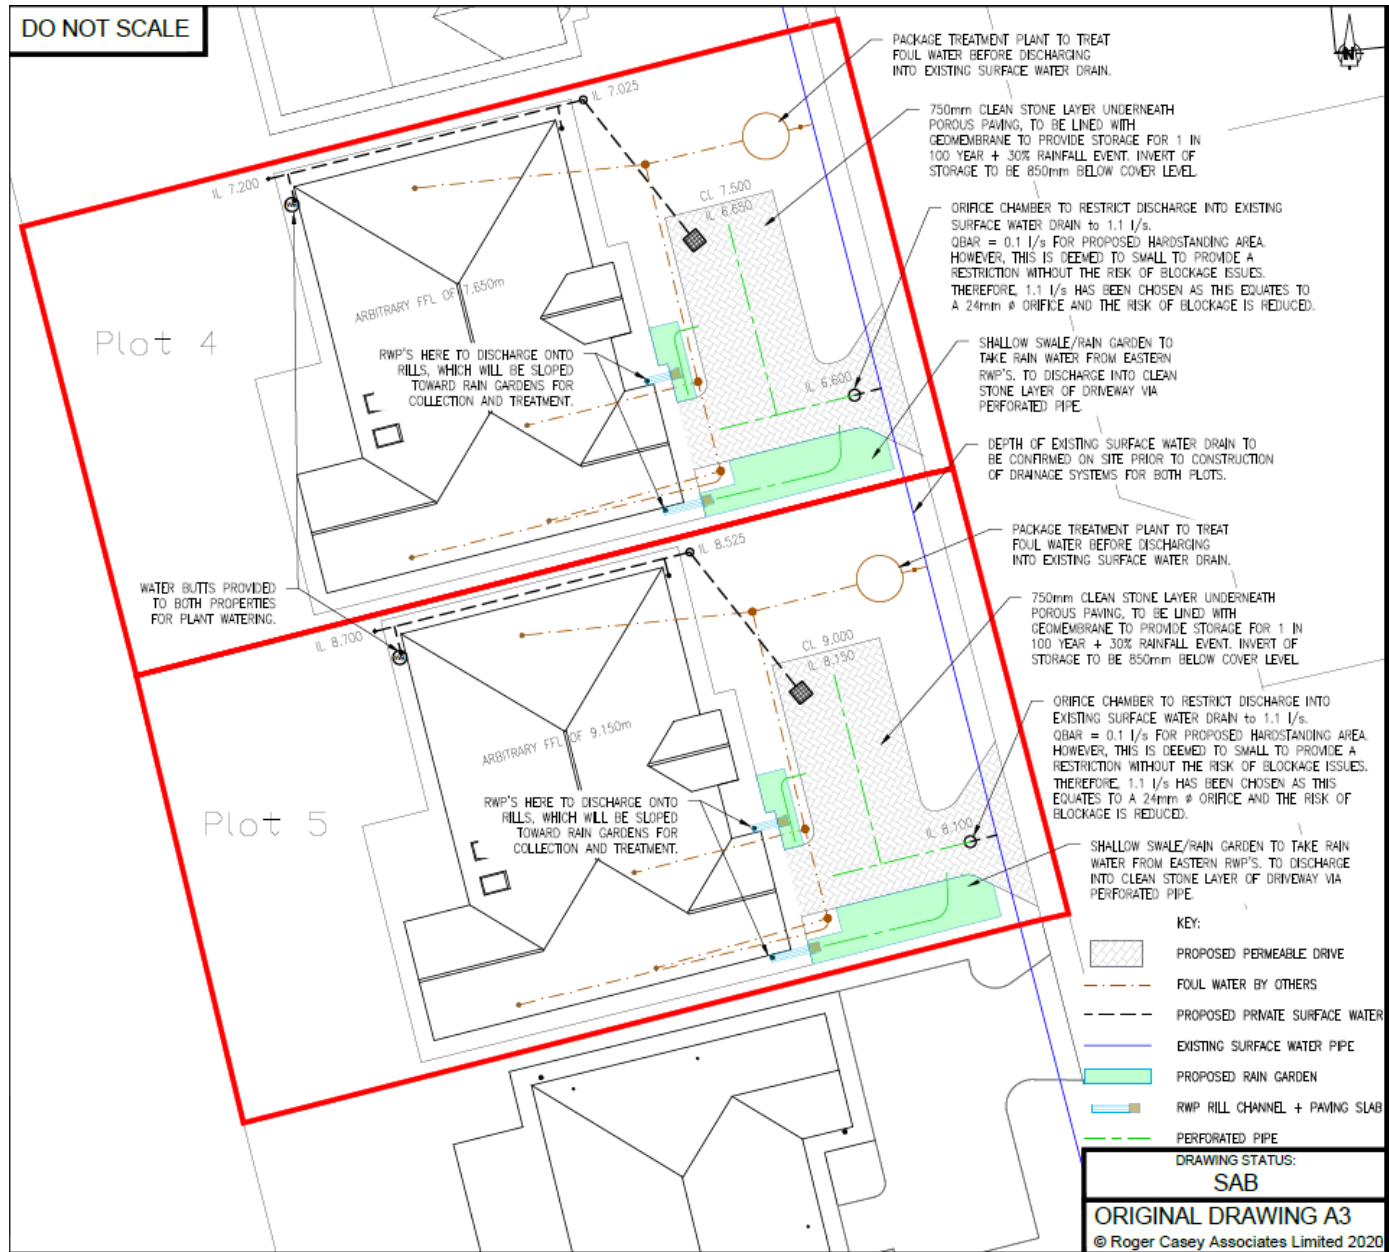 DO NOT SCALE
PACKAGE TREATMENT PLANT TO TREAT
FOUL WATER BEFORE DISCHARGING
INTO EXISTING SURFACE WATER DRAIN.
N
IL 7.025
750mm CLEAN STONE LAYER UNDERNEATH
POROUS PAVING, TO BE LINED WITH
GEOMEMBRANE TO PROVIDE STORAGE FOR 1 IN
100 YEAR + 30% RAINFALL EVENT. INVERT OF
STORAGE TO BE 850mm BELOW COVER LEVEL.
IL 7.200
CL 7.500
IL 6.650
ORIFICE CHAMBER TO RESTRICT DISCHARGE INTO EXISTING
SURFACE WATER DRAIN to 1.1 l/s.
QBAR = 0.1 l/s FOR PROPOSED HARDSTANDING AREA.
HOWEVER, THIS IS DEEMED TO SMALL TO PROVIDE A
RESTRICTION WITHOUT THE RISK OF BLOCKAGE ISSUES.
THEREFORE, 1.1 l/s HAS BEEN CHOSEN AS THIS EQUATES TO
A 24mm ø ORIFICE AND THE RISK OF BLOCKAGE IS REDUCED.
ARBITRARY FFL OF 7.650m
Plot 4
RWP'S HERE TO DISCHARGE ONTO
RILLS, WHICH WILL BE SLOPED
TOWARD RAIN GARDENS FOR
COLLECTION AND TREATMENT.
SHALLOW SWALE/RAIN GARDEN TO
TAKE RAIN WATER FROM EASTERN
RWP'S. TO DISCHARGE INTO CLEAN
STONE LAYER OF DRIVEWAY VIA
PERFORATED PIPE.
IL 6.600
DEPTH OF EXISTING SURFACE WATER DRAIN TO
BE CONFIRMED ON SITE PRIOR TO CONSTRUCTION
OF DRAINAGE SYSTEMS FOR BOTH PLOTS.
PACKAGE TREATMENT PLANT TO TREAT
FOUL WATER BEFORE DISCHARGING
INTO EXISTING SURFACE WATER DRAIN.
IL 8.525
WATER BUTTS PROVIDED
TO BOTH PROPERTIES
FOR PLANT WATERING.
IL 8.700
750mm CLEAN STONE LAYER UNDERNEATH
POROUS PAVING, TO BE LINED WITH
GEOMEMBRANE TO PROVIDE STORAGE FOR 1 IN
100 YEAR + 30% RAINFALL EVENT. INVERT OF
STORAGE TO BE 850mm BELOW COVER LEVEL
CL 9.000
IL 8.150
ORIFICE CHAMBER TO RESTRICT DISCHARGE INTO
EXISTING SURFACE WATER DRAIN to 1.1 l/s.
QBAR = 0.1 l/s FOR PROPOSED HARDSTANDING AREA.
HOWEVER, THIS IS DEEMED TO SMALL TO PROVIDE A
RESTRICTION WITHOUT THE RISK OF BLOCKAGE ISSUES.
THEREFORE, 1.1 l/s HAS BEEN CHOSEN AS THIS
EQUATES TO A 24mm ø ORIFICE AND THE RISK OF
BLOCKAGE IS REDUCED.
ARBITRARY FFL OF 9.150m
Plot 5
RWP'S HERE TO DISCHARGE ONTO
RILLS, WHICH WILL BE SLOPED
TOWARD RAIN GARDENS FOR
COLLECTION AND TREATMENT.
IL 8.100
SHALLOW SWALE/RAIN GARDEN TO TAKE RAIN
WATER FROM EASTERN RWP'S. TO DISCHARGE
INTO CLEAN STONE LAYER OF DRIVEWAY VIA
PERFORATED PIPE.
KEY:
PROPOSED PERMEABLE DRIVE
FOUL WATER BY OTHERS
PROPOSED PRIVATE SURFACE WATER
EXISTING SURFACE WATER PIPE
PROPOSED RAIN GARDEN
RWP RILL CHANNEL + PAVING SLAB
PERFORATED PIPE
DRAWING STATUS:
SAB
ORIGINAL DRAWING A3
© Roger Casey Associates Limited 2020